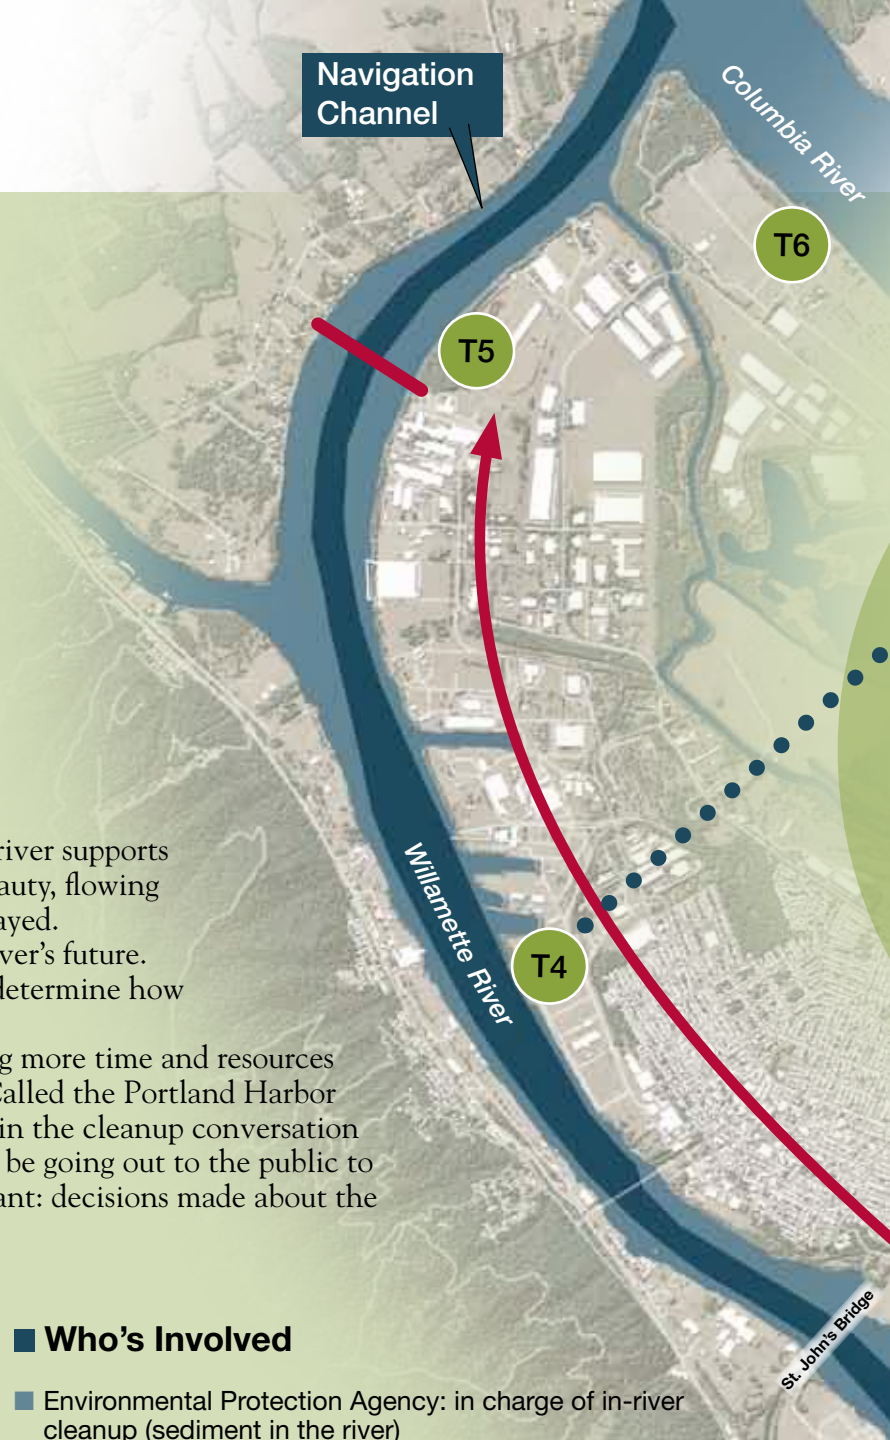 Navigation
Channel
Columbia River
T6
T5
Willamette River
T4
river supports
auty, flowing
ayed.
ver’s future.
determine how
g more time and resources
Called the Portland Harbor
in the cleanup conversation
be going out to the public to
ant: decisions made about the
St. John’s Bridge
Who’s Involved
Environmental Protection Agency: in charge of in-river
cleanup (sediment in the river)